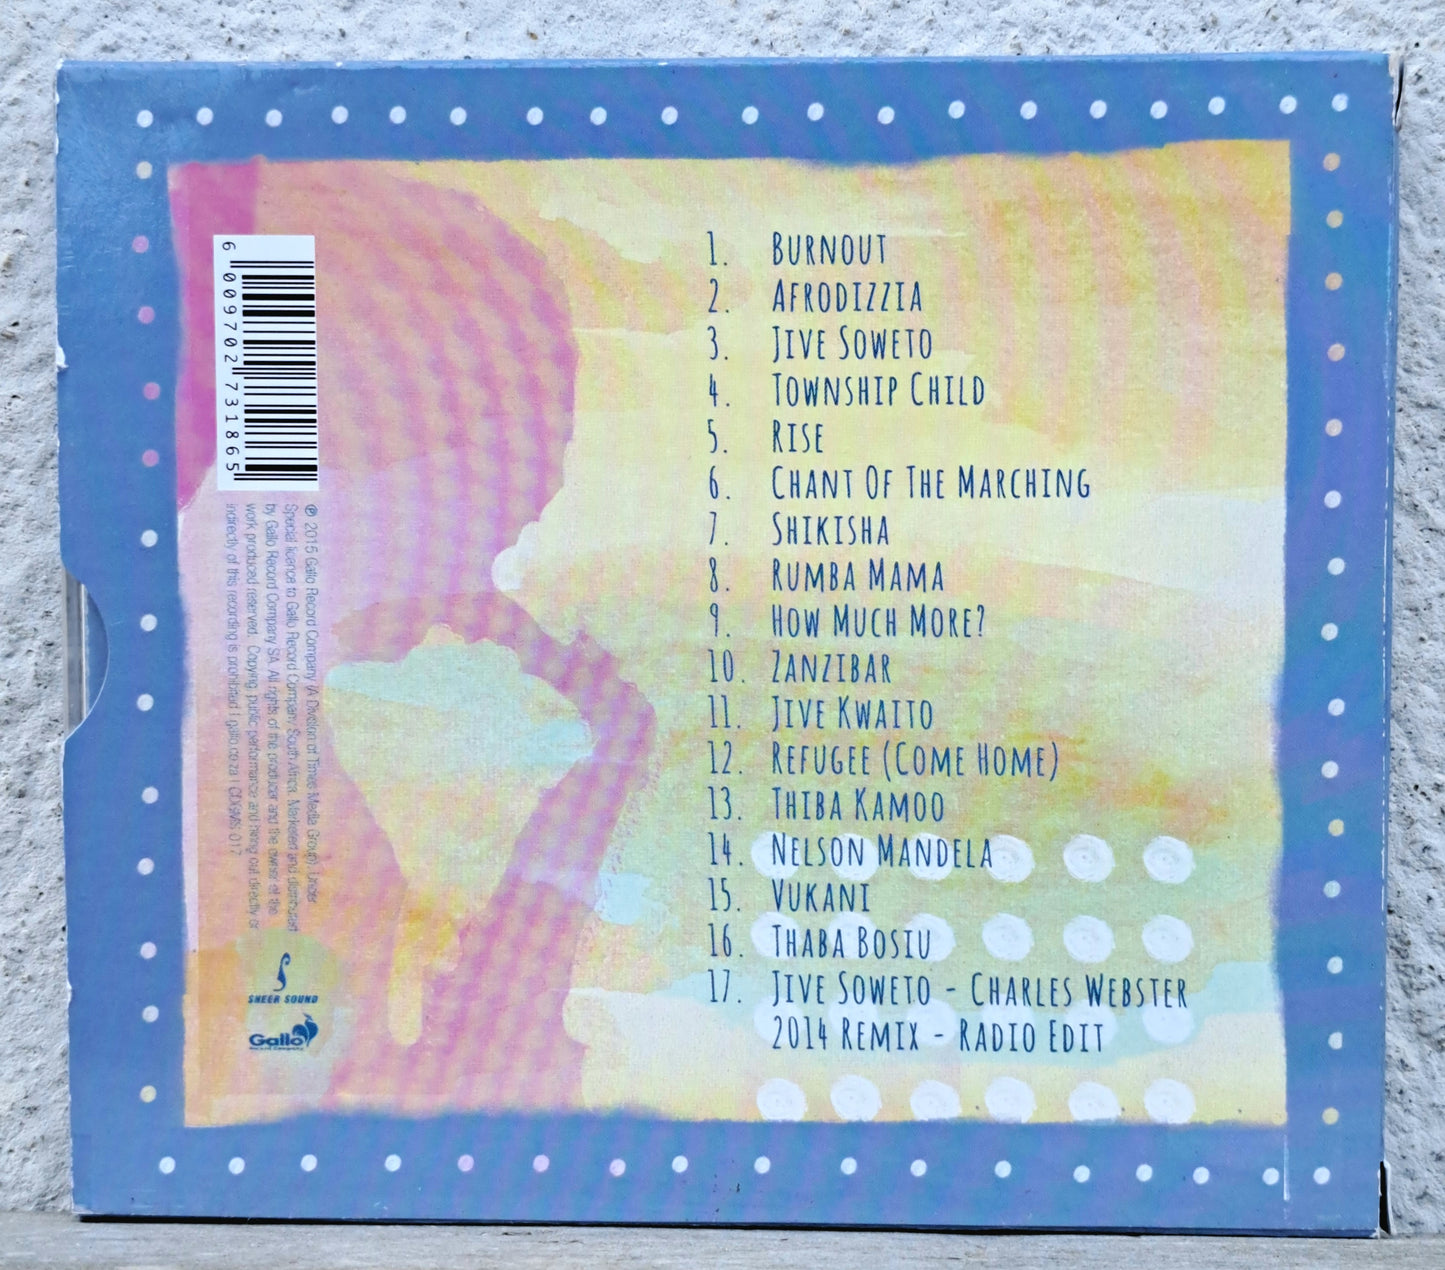 1. BURNOUT
2. AFRODIZZIA
3. JIVE SOWETO
4. TOWNSHIP CHILD
5. RISE
6. CHANT OF THE MARCHING
7. SHIKISHA
8. RUMBA MAMA
9. HOW MUCH MORE?
10. ZANZIBAR
11. JIVE KWAITO
12. REFUGEE (COME HOME)
13. THIBA KAMOO
14. NELSON MANDELA
15. VUKANI
16. THABA BOSIU
17. JIVE SOWETO - CHARLES WEBSTER
2014 REMIX - RADIO EDIT
6 009702 731865
℗ 2015 Gallo Record Company (A Division of Times Media Group). Under
Special licence to Gallo Record Company South Africa. Marketed and distributed
by Gallo Record Company SA. All rights of the producer and the owner of the
work produced reserved. Copying, public performance and hiring out directly or
indirectly of this recording is prohibited | gallo.co.za | CDGMS 017
SHEER SOUND
Gallo
Record Company